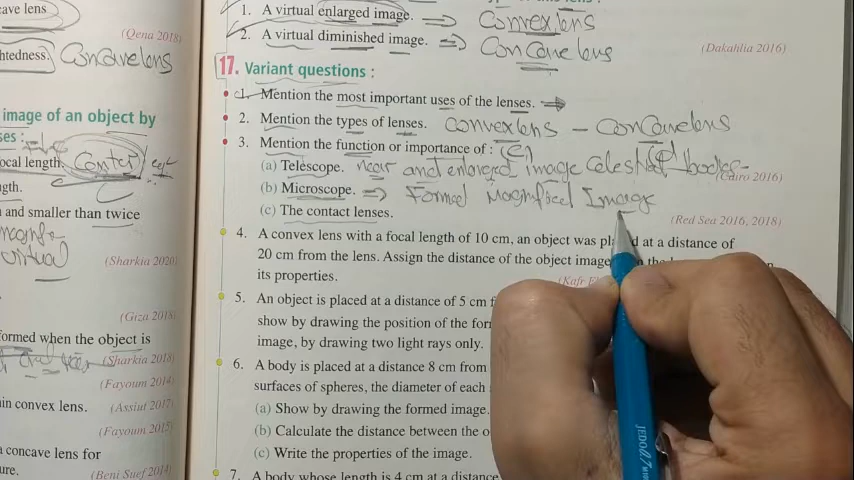 cave lens
(Qena 2018)
htedness. Concave lens
image of an object by
ses:
ocal length. Center
ngth.
and smaller than twice
virtual
(Sharkia 2020)
(Giza 2018)
formed when the object is
(Sharkia 2018)
(Fayoum 2014)
in convex lens. (Assiut 2017)
(Fayoum 2015)
a concave lens for
ure. (Beni Suef 2014)
1. A virtual enlarged image. ⇒ Convex lens
2. A virtual diminished image. ⇒ Concave lens
(Dakahlia 2016)
17. Variant questions :
1. Mention the most important uses of the lenses. ⇒
2. Mention the types of lenses. Convex lens - Concave lens
3. Mention the function or importance of :
(a) Telescope. near and enlarged image celestial bodies
(Cairo 2016)
(b) Microscope. ⇒ Formed Magnified Image
(c) The contact lenses. (Red Sea 2016, 2018)
4. A convex lens with a focal length of 10 cm, an object was placed at a distance of
20 cm from the lens. Assign the distance of the object image the
its properties. (Kafr E
5. An object is placed at a distance of 5 cm f
show by drawing the position of the for
image, by drawing two light rays only.
6. A body is placed at a distance 8 cm from
surfaces of spheres, the diameter of each
(a) Show by drawing the formed image.
(b) Calculate the distance between the o
(c) Write the properties of the image.
7. A body whose length is 4 cm at a distance
JEDO 0.7